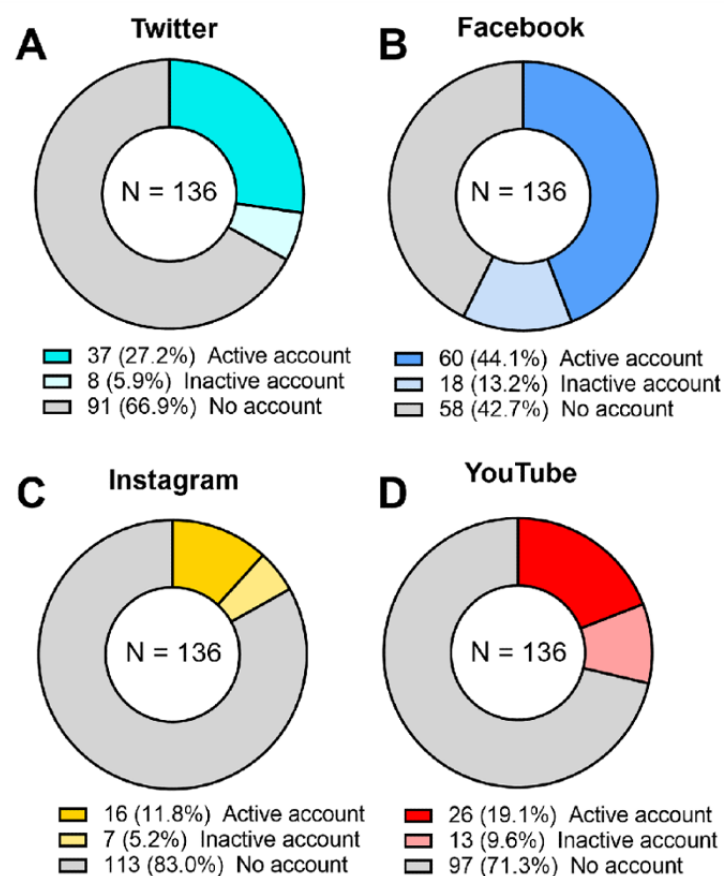 A
Twitter
N = 136
37 (27.2%) Active account
8 (5.9%) Inactive account
91 (66.9%) No account
B
Facebook
N = 136
60 (44.1%) Active account
18 (13.2%) Inactive account
58 (42.7%) No account
C
Instagram
N = 136
16 (11.8%) Active account
7 (5.2%) Inactive account
113 (83.0%) No account
D
YouTube
N = 136
26 (19.1%) Active account
13 (9.6%) Inactive account
97 (71.3%) No account